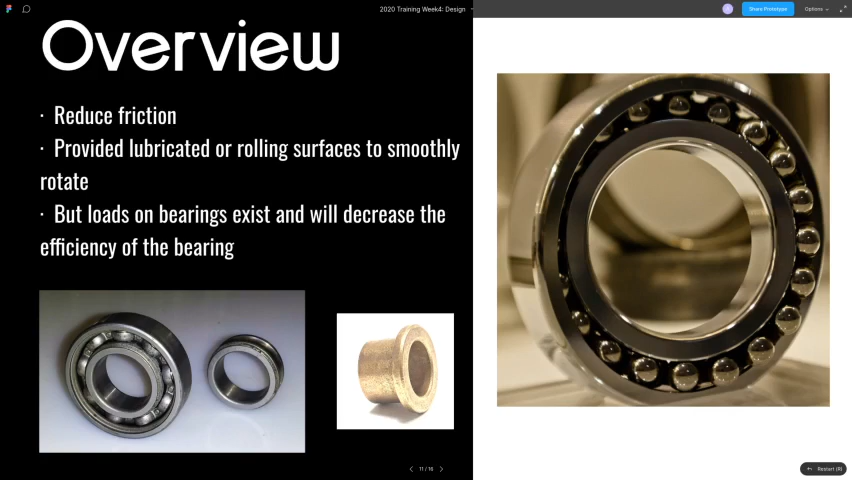 2020 Training Week4: Design
Share Prototype
Options
Overview
· Reduce friction
· Provided lubricated or rolling surfaces to smoothly
rotate
· But loads on bearings exist and will decrease the
efficiency of the bearing
11 / 16
Restart (R)